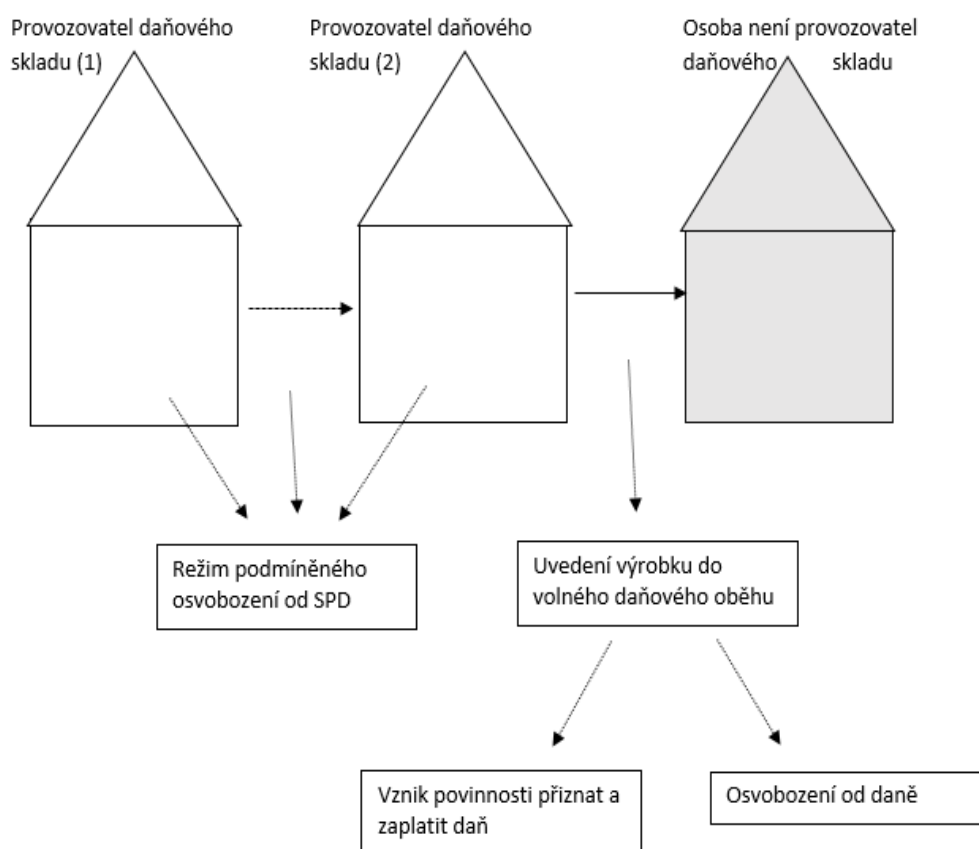 Provozovatel daňového
skladu (1)
Provozovatel daňového
skladu (2)
Osoba není provozovatel
daňového skladu
Režim podmíněného
osvobození od SPD
Uvedení výrobku do
volného daňového oběhu
Vznik povinnosti přiznat a
zaplatit daň
Osvobození od daně